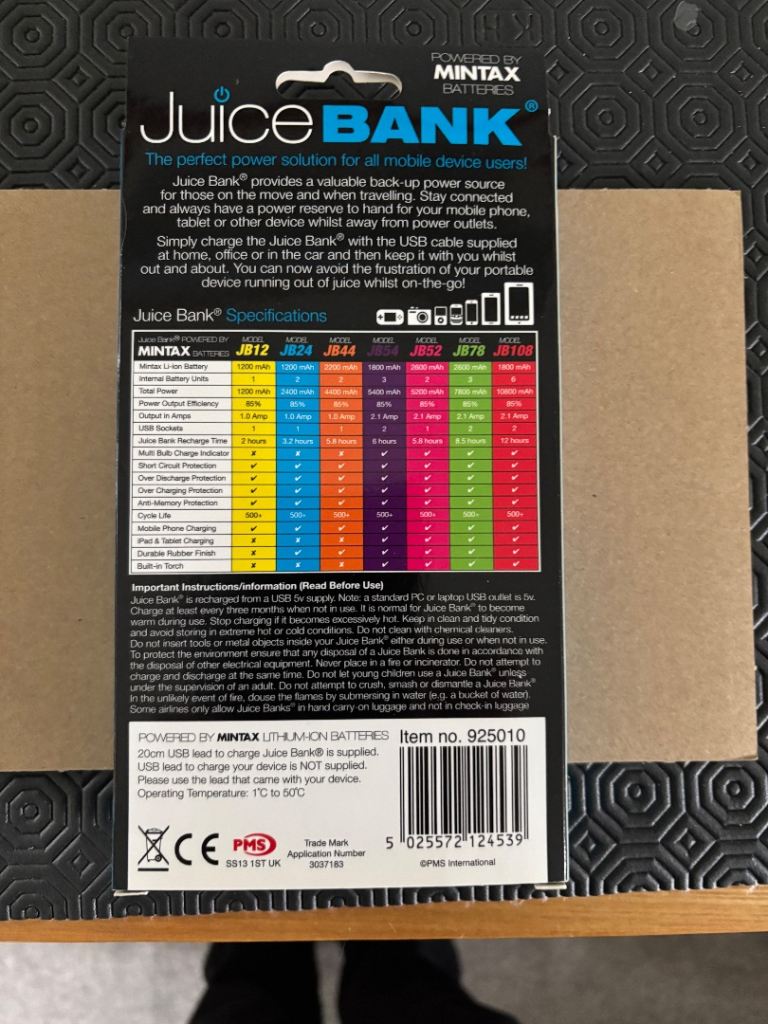 POWERED BY
MINTAX
BATTERIES
Juice BANK®
The perfect power solution for all mobile device users!
Juice Bank® provides a valuable back-up power source
for those on the move and when travelling. Stay connected
and always have a power reserve to hand for your mobile phone,
tablet or other device whilst away from power outlets.
Simply charge the Juice Bank® with the USB cable supplied
at home, office or in the car and then keep it with you whilst
out and about. You can now avoid the frustration of your portable
device running out of juice whilst on-the-go!
Juice Bank® Specifications
Juice Bank® POWERED BY MINTAX BATTERIES MODEL JB12 MODEL JB24 MODEL JB44 MODEL JB54 MODEL JB52 MODEL JB78 MODEL JB108
Mintax Li-ion Battery 1200 mAh 1200 mAh 2200 mAh 1800 mAh 2600 mAh 2600 mAh 1800 mAh
Internal Battery Units 1 2 2 3 2 3 6
Total Power 1200 mAh 2400 mAh 4400 mAh 5400 mAh 5200 mAh 7800 mAh 10800 mAh
Power Output Efficiency 85% 85% 85% 85% 85% 85% 85%
Output in Amps 1.0 Amp 1.0 Amp 1.0 Amp 2.1 Amp 2.1 Amp 2.1 Amp 2.1 Amp
USB Sockets 1 1 1 2 1 2 2
Juice Bank Recharge Time 2 hours 3.2 hours 5.8 hours 6 hours 5.8 hours 8.5 hours 12 hours
Multi Bulb Charge Indicator ✘ ✘ ✘ ✔ ✔ ✔ ✔
Short Circuit Protection ✔ ✔ ✔ ✔ ✔ ✔ ✔
Over Discharge Protection ✔ ✔ ✔ ✔ ✔ ✔ ✔
Over Charging Protection ✔ ✔ ✔ ✔ ✔ ✔ ✔
Anti-Memory Protection ✔ ✔ ✔ ✔ ✔ ✔ ✔
Cycle Life 500+ 500+ 500+ 500+ 500+ 500+ 500+
Mobile Phone Charging ✔ ✔ ✔ ✔ ✔ ✔ ✔
iPad & Tablet Charging ✘ ✘ ✘ ✔ ✔ ✔ ✔
Durable Rubber Finish ✘ ✔ ✔ ✔ ✔ ✔ ✔
Built-in Torch ✘ ✘ ✘ ✔ ✔ ✔ ✔
Important Instructions/information (Read Before Use)
Juice Bank® is recharged from a USB 5v supply. Note: a standard PC or laptop USB outlet is 5v.
Charge at least every three months when not in use. It is normal for Juice Bank® to become
warm during use. Stop charging if it becomes excessively hot. Keep in clean and tidy condition
and avoid storing in extreme hot or cold conditions. Do not clean with chemical cleaners.
Do not insert tools or metal objects inside your Juice Bank® either during use or when not in use.
To protect the environment ensure that any disposal of a Juice Bank is done in accordance with
the disposal of other electrical equipment. Never place in a fire or incinerator. Do not attempt to
charge and discharge at the same time. Do not let young children use a Juice Bank® unless
under the supervision of an adult. Do not attempt to crush, smash or dismantle a Juice Bank®
In the unlikely event of fire, douse the flames by submersing in water (e.g. a bucket of water).
Some airlines only allow Juice Banks® in hand carry-on luggage and not in check-in luggage
POWERED BY MINTAX LITHIUM-ION BATTERIES
20cm USB lead to charge Juice Bank® is supplied.
USB lead to charge your device is NOT supplied.
Please use the lead that came with your device.
Operating Temperature: 1°C to 50°C
Item no. 925010
5 025572 124539
CE
PMS
SS13 1ST UK
Trade Mark
Application Number
3037183
©PMS International